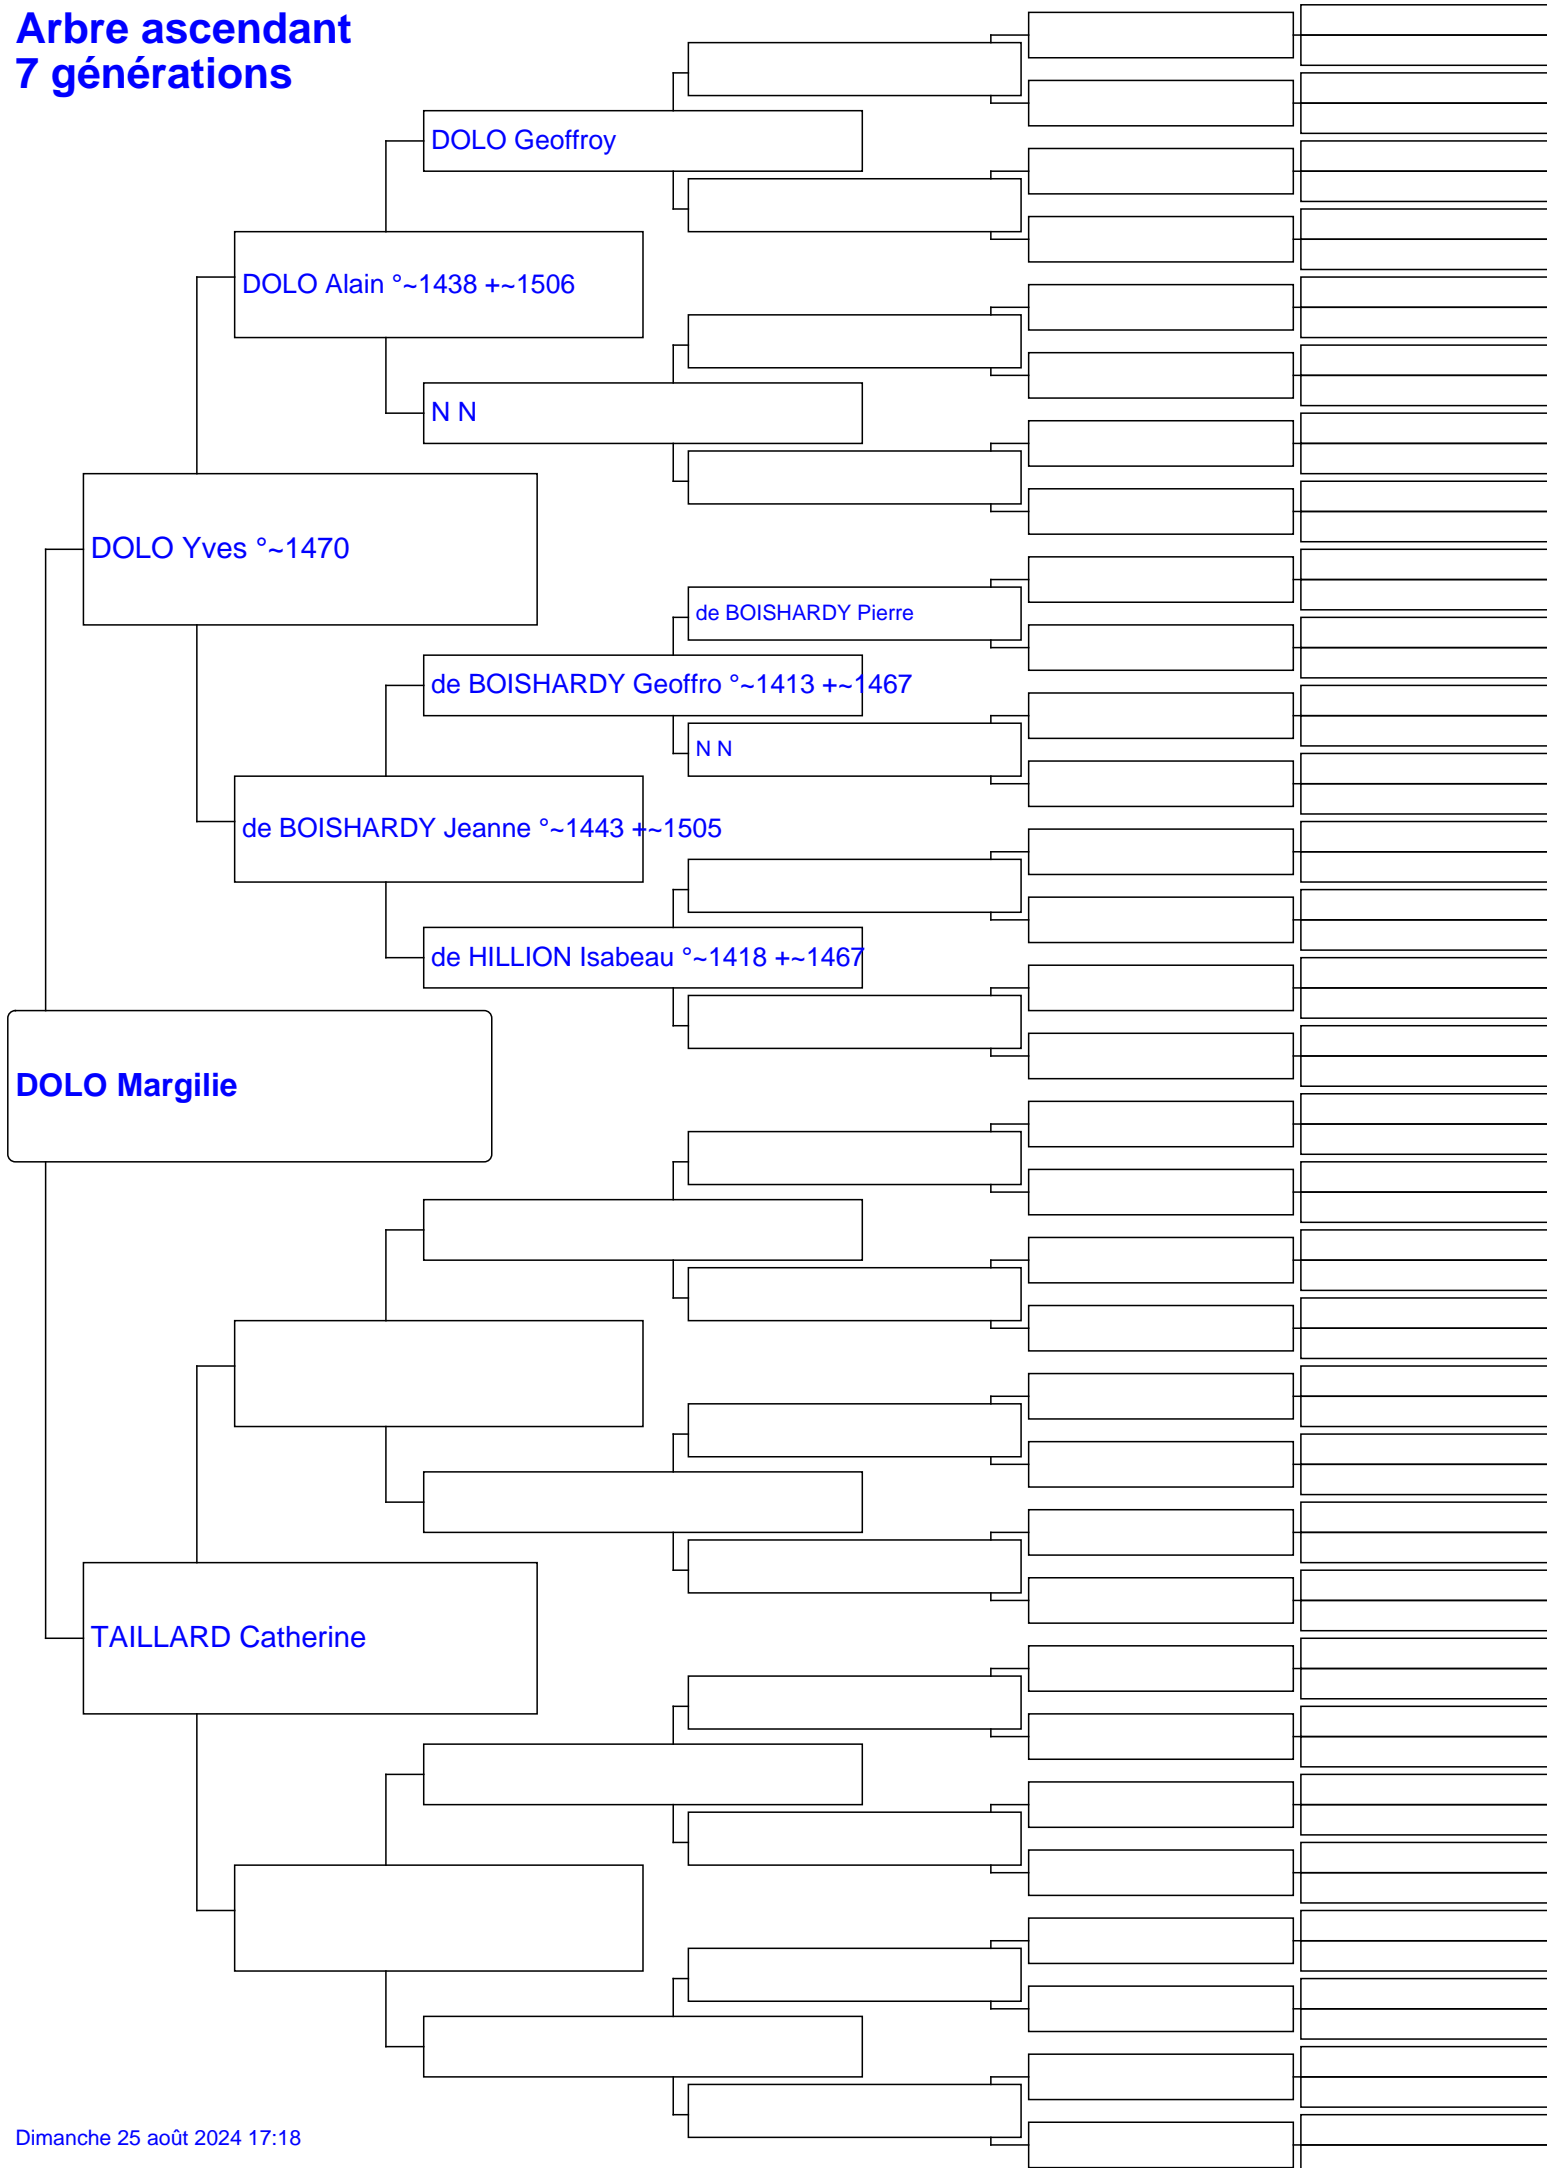 Arbre ascendant
7 générations
DOLO Geoffroy
DOLO Alain °~1438 +~1506
N N
DOLO Yves °~1470
de BOISHARDY Pierre
de BOISHARDY Geoffro °~1413 +~1467
N N
de BOISHARDY Jeanne °~1443 +~1505
de HILLION Isabeau °~1418 +~1467
DOLO Margilie
TAILLARD Catherine
Dimanche 25 août 2024 17:18